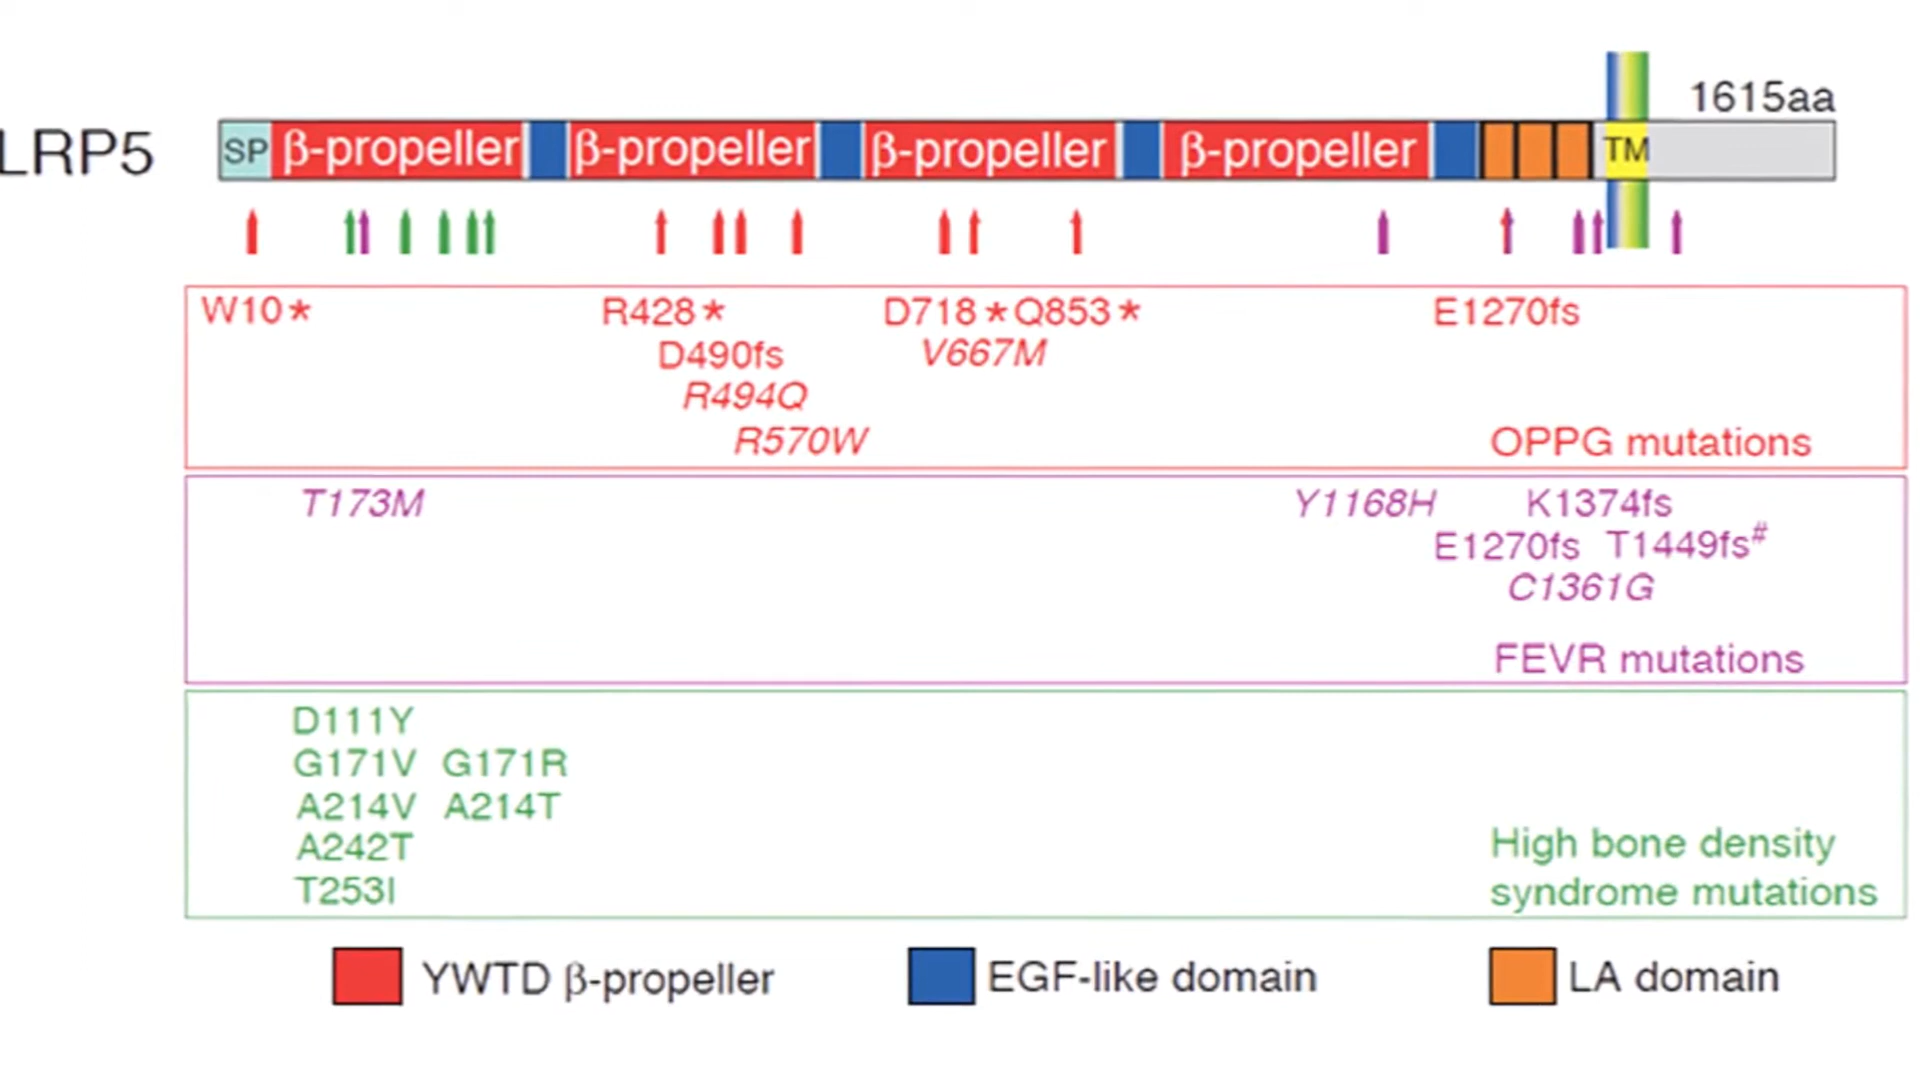 1615aa
LRP5 SP β-propeller β-propeller β-propeller β-propeller TM
W10* R428* D718* Q853* E1270fs
D490fs V667M
R494Q
R570W OPPG mutations
T173M Y1168H K1374fs
E1270fs T1449fs#
C1361G
FEVR mutations
D111Y
G171V G171R
A214V A214T
A242T High bone density
T253I syndrome mutations
YWTD β-propeller EGF-like domain LA domain